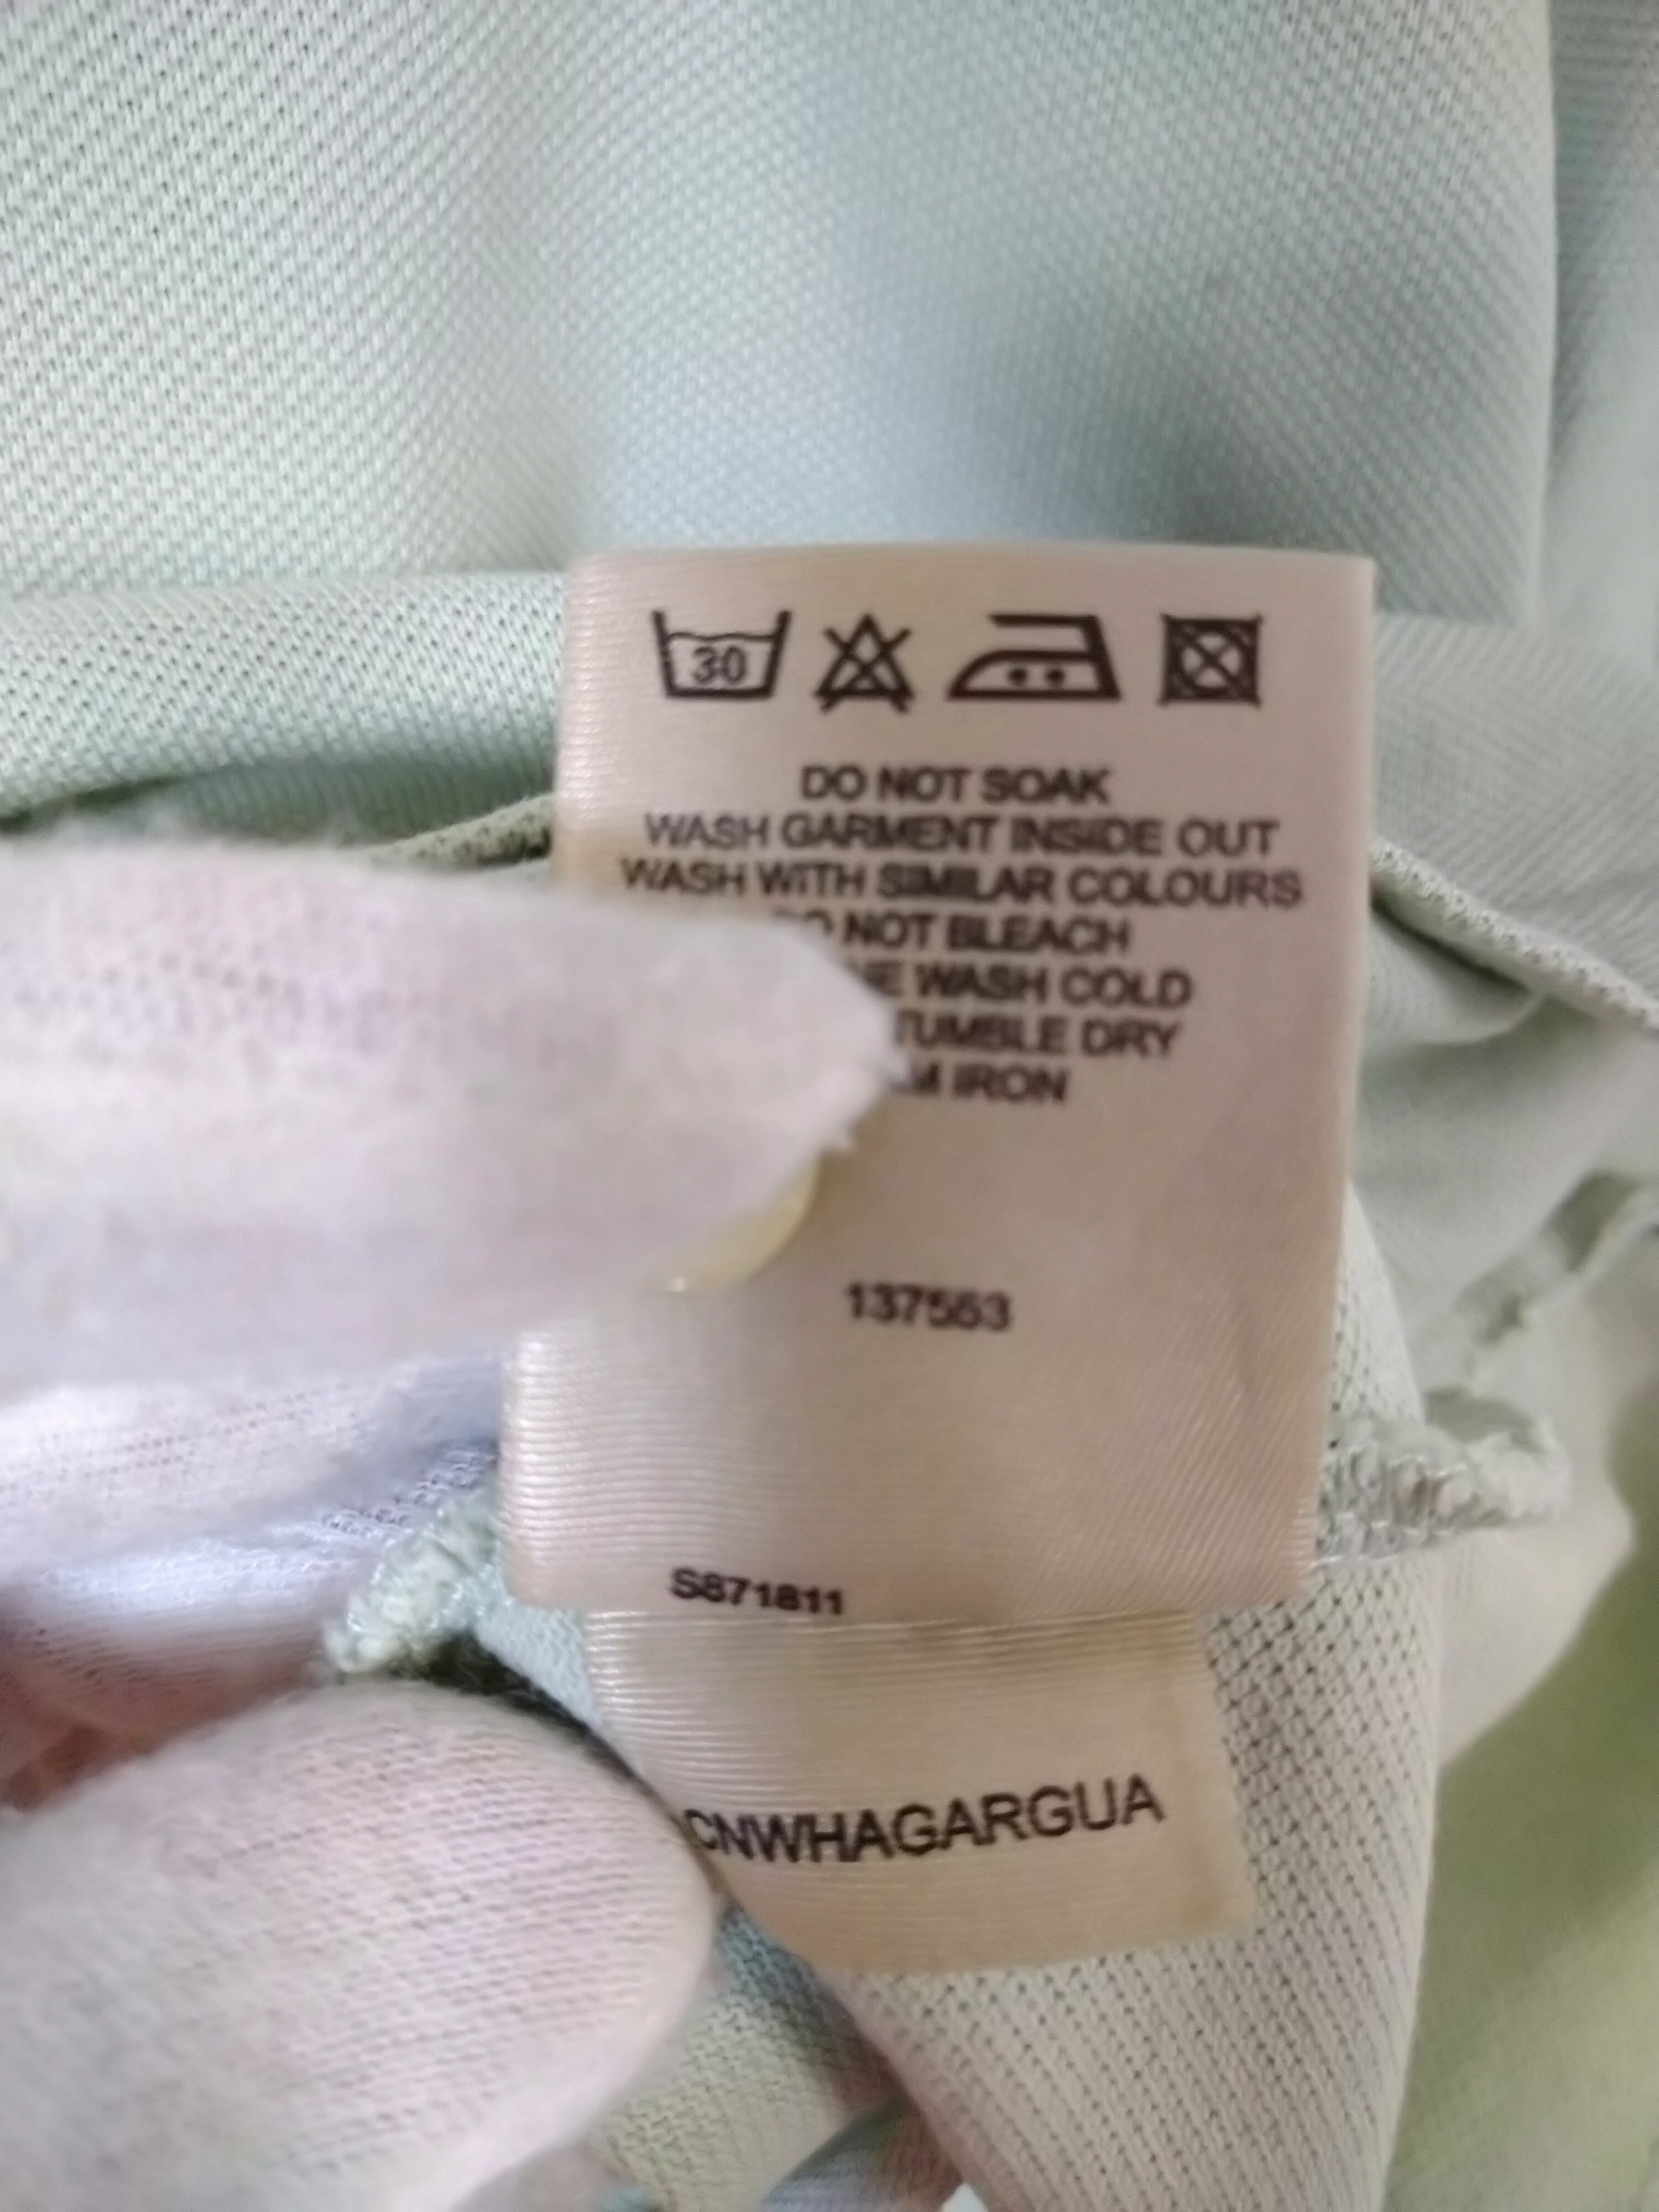 30
DO NOT SOAK
WASH GARMENT INSIDE OUT
WASH WITH SIMILAR COLOURS
NOT BLEACH
WASH COLD
TUMBLE DRY
IRON
137563
S871811
CNWHAGARGUA